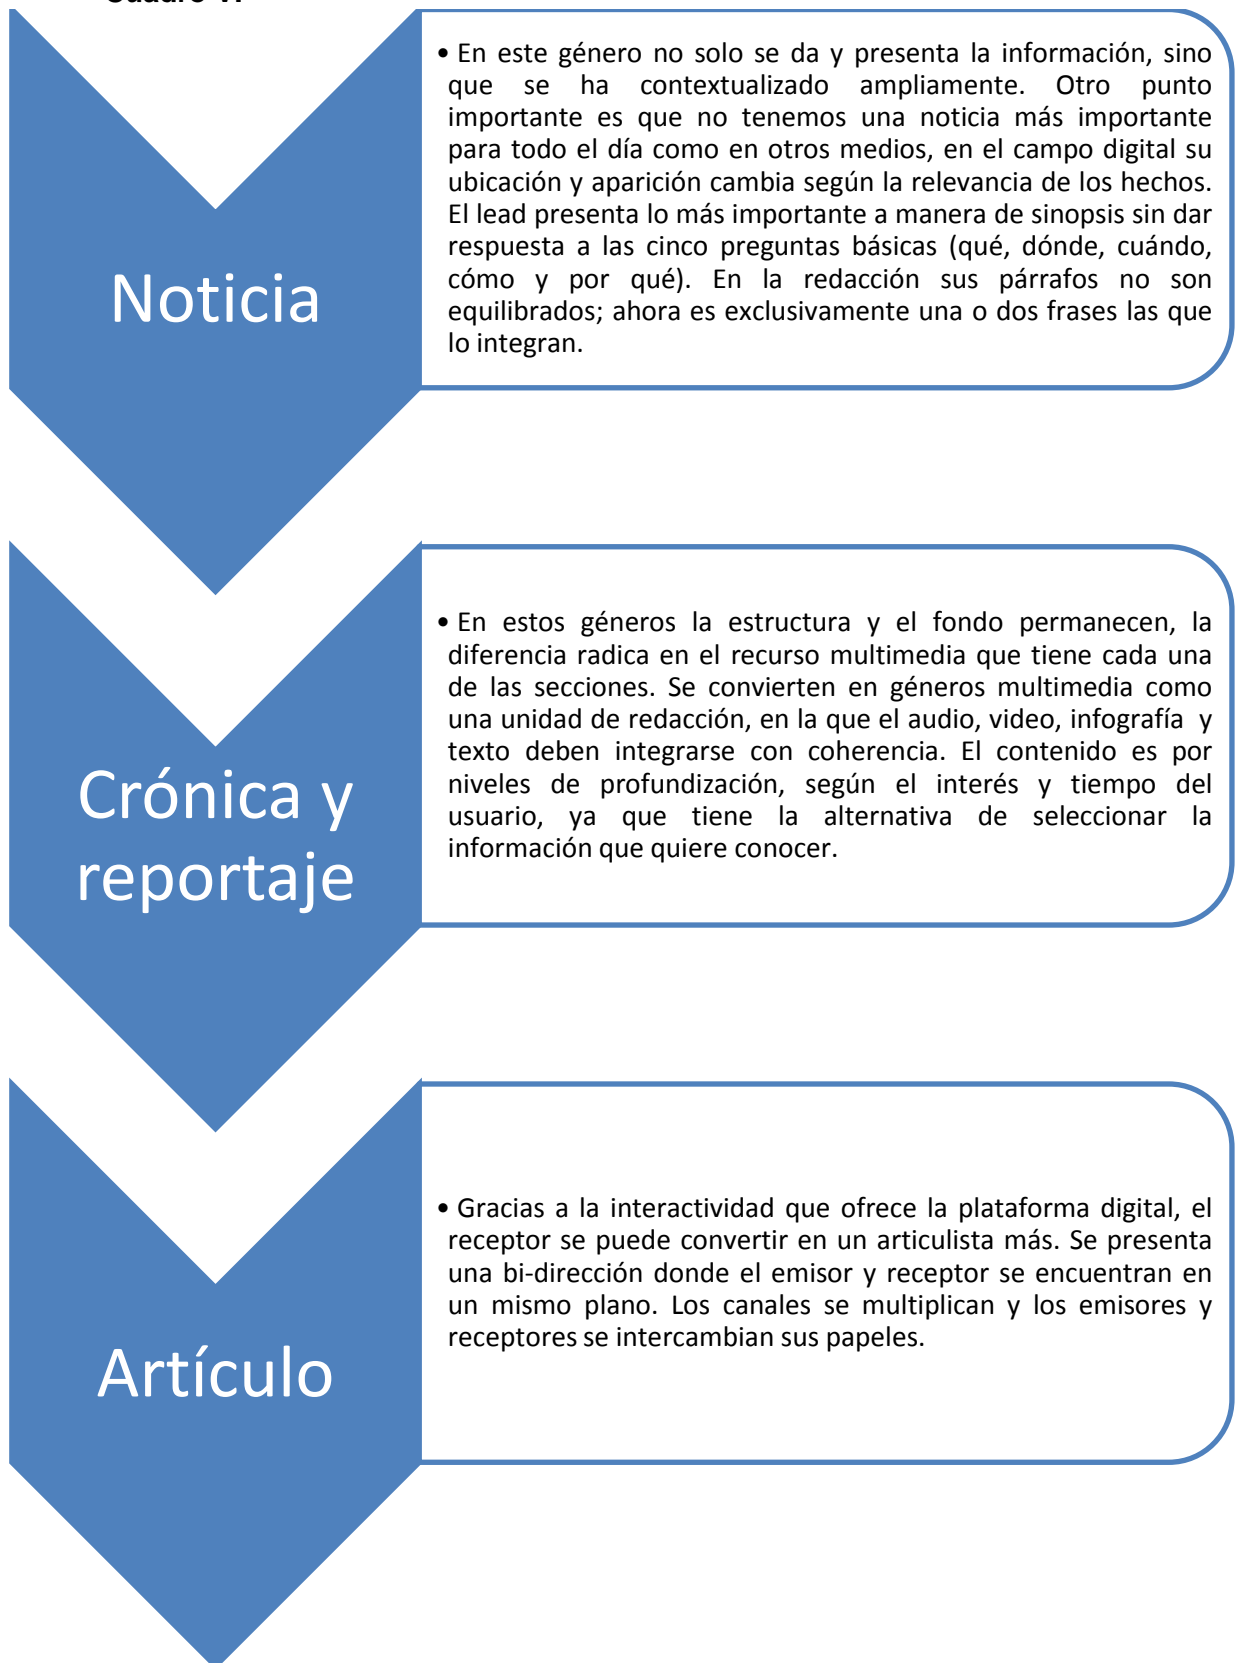 Noticia
• En este género no solo se da y presenta la información, sino
que se ha contextualizado ampliamente. Otro punto
importante es que no tenemos una noticia más importante
para todo el día como en otros medios, en el campo digital su
ubicación y aparición cambia según la relevancia de los hechos.
El lead presenta lo más importante a manera de sinopsis sin dar
respuesta a las cinco preguntas básicas (qué, dónde, cuándo,
cómo y por qué). En la redacción sus párrafos no son
equilibrados; ahora es exclusivamente una o dos frases las que
lo integran.
Crónica y
reportaje
• En estos géneros la estructura y el fondo permanecen, la
diferencia radica en el recurso multimedia que tiene cada una
de las secciones. Se convierten en géneros multimedia como
una unidad de redacción, en la que el audio, video, infografía y
texto deben integrarse con coherencia. El contenido es por
niveles de profundización, según el interés y tiempo del
usuario, ya que tiene la alternativa de seleccionar la
información que quiere conocer.
Artículo
• Gracias a la interactividad que ofrece la plataforma digital, el
receptor se puede convertir en un articulista más. Se presenta
una bi-dirección donde el emisor y receptor se encuentran en
un mismo plano. Los canales se multiplican y los emisores y
receptores se intercambian sus papeles.